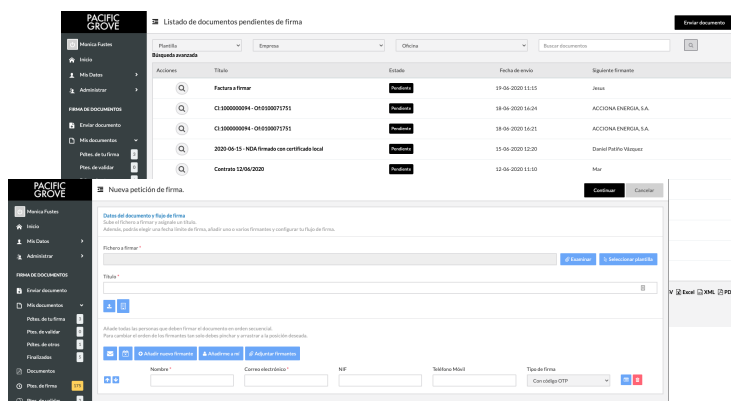 PACIFIC
GROVE
Listado de documentos pendientes de firma
Enviar documento
Monica Fustes
Inicio
Mis Datos
Administrar
FIRMA DE DOCUMENTOS
Enviar documento
Mis documentos
Pdtes. de tu firma
Ptes. de validar
Plantilla
Empresa
Oficina
Buscar documentos
Búsqueda avanzada
Acciones Título Estado Fecha de envío Siguiente firmante
Factura a firmar Pendiente 19-06-2020 11:15 Jesus
CI:1000000094 - Of:0100071751 Pendiente 18-06-2020 16:24 ACCIONA ENERGIA, S.A.
CI:1000000094 - Of:0100071751 Pendiente 18-06-2020 16:21 ACCIONA ENERGIA, S.A.
2020-06-15 - NDA firmado con certificado local Pendiente 15-06-2020 12:20 Daniel Patiño Vázquez
Contrato 12/06/2020 Pendiente 12-06-2020 11:10 Mar
V Excel XML PD
PACIFIC
GROVE
Nueva petición de firma.
Continuar
Cancelar
Monica Fustes
Inicio
Mis Datos
Administrar
FIRMA DE DOCUMENTOS
Enviar documento
Mis documentos
Pdtes. de tu firma
Ptes. de validar
Pdtes. de otros
Finalizados
Documentos
Ptes. de firma 175
Datos del documento y flujo de firma
Sube el fichero a firmar y asígnale un título.
Además, podrás elegir una fecha límite de firma, añadir uno o varios firmantes y configurar tu flujo de firma.
Fichero a firmar *
Examinar
Seleccionar plantilla
Título *
Añade todas las personas que deben firmar el documento en orden secuencial.
Para cambiar el orden de los firmantes tan solo debes pinchar y arrastrar a la posición deseada.
Añadir nuevo firmante
Añadirme a mí
Adjuntar firmantes
Nombre * Correo electrónico * NIF Teléfono Móvil Tipo de firma
Con código OTP